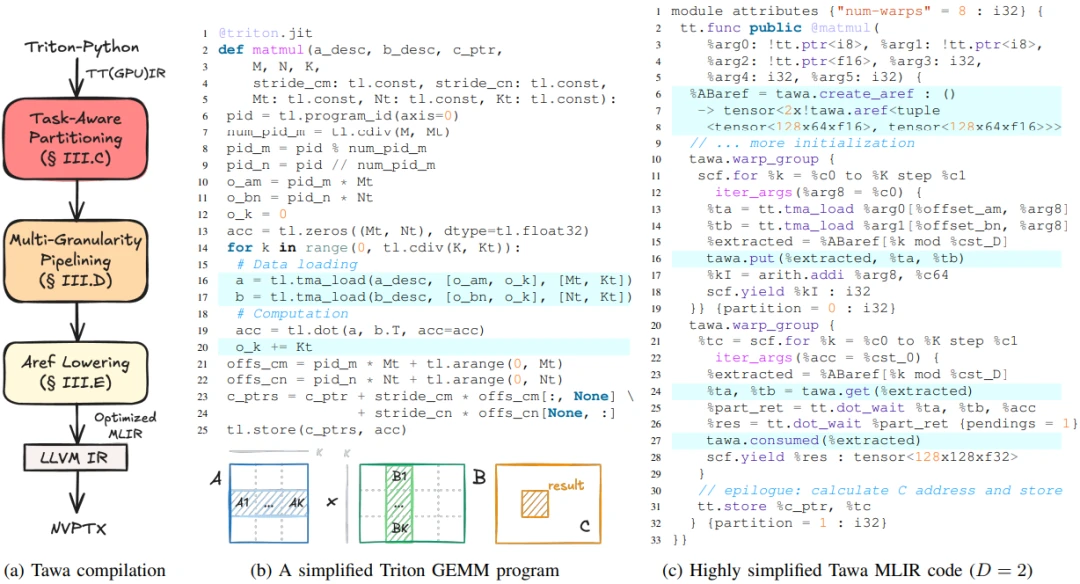 Triton-Python
TT(GPU)IR
Task-Aware
Partitioning
(§ III.C)
Multi-Granularity
Pipelining
(§ III.D)
Aref Lowering
(§ III.E)
Optimized
MLIR
LLVM IR
NVPTX
(a) Tawa compilation
1 @triton.jit
2 def matmul(a_desc, b_desc, c_ptr,
3 M, N, K,
4 stride_cm: tl.const, stride_cn: tl.const,
5 Mt: tl.const, Nt: tl.const, Kt: tl.const):
6 pid = tl.program_id(axis=0)
7 num_pid_m = tl.cdiv(M, Mt)
8 pid_m = pid % num_pid_m
9 pid_n = pid // num_pid_m
10 o_am = pid_m * Mt
11 o_bn = pid_n * Nt
12 o_k = 0
13 acc = tl.zeros((Mt, Nt), dtype=tl.float32)
14 for k in range(0, tl.cdiv(K, Kt)):
15 # Data loading
16 a = tl.tma_load(a_desc, [o_am, o_k], [Mt, Kt])
17 b = tl.tma_load(b_desc, [o_bn, o_k], [Nt, Kt])
18 # Computation
19 acc = tl.dot(a, b.T, acc=acc)
20 o_k += Kt
21 offs_cm = pid_m * Mt + tl.arange(0, Mt)
22 offs_cn = pid_n * Nt + tl.arange(0, Nt)
23 c_ptrs = c_ptr + stride_cm * offs_cm[:, None] \
24 + stride_cn * offs_cn[None, :]
25 tl.store(c_ptrs, acc)
K
K
A
A1 ... AK
×
B1
...
BK
B
result
C
(b) A simplified Triton GEMM program
1 module attributes {"num-warps" = 8 : i32} {
2 tt.func public @matmul(
3 %arg0: !tt.ptr<i8>, %arg1: !tt.ptr<i8>,
4 %arg2: !tt.ptr<f16>, %arg3: i32,
5 %arg4: i32, %arg5: i32) {
6 %ABaref = tawa.create_aref : ()
7 -> tensor<2x!tawa.aref<tuple
8 <tensor<128x64xf16>, tensor<128x64xf16>>>
9 // ... more initialization
10 tawa.warp_group {
11 scf.for %k = %c0 to %K step %c1
12 iter_args(%arg8 = %c0) {
13 %ta = tt.tma_load %arg0[%offset_am, %arg8]
14 %tb = tt.tma_load %arg1[%offset_bn, %arg8]
15 %extracted = %ABaref[%k mod %cst_D]
16 tawa.put(%extracted, %ta, %tb)
17 %kI = arith.addi %arg8, %c64
18 scf.yield %kI : i32
19 }} {partition = 0 : i32}
20 tawa.warp_group {
21 %tc = scf.for %k = %c0 to %K step %c1
22 iter_args(%acc = %cst_0) {
23 %extracted = %ABaref[%k mod %cst_D]
24 %ta, %tb = tawa.get(%extracted)
25 %part_ret = tt.dot_wait %ta, %tb, %acc
26 %res = tt.dot_wait %part_ret {pendings = 1}
27 tawa.consumed(%extracted)
28 scf.yield %res : tensor<128x128xf32>
29 }
30 // epilogue: calculate C address and store
31 tt.store %c_ptr, %tc
32 } {partition = 1 : i32}
33 }}
(c) Highly simplified Tawa MLIR code (D = 2)